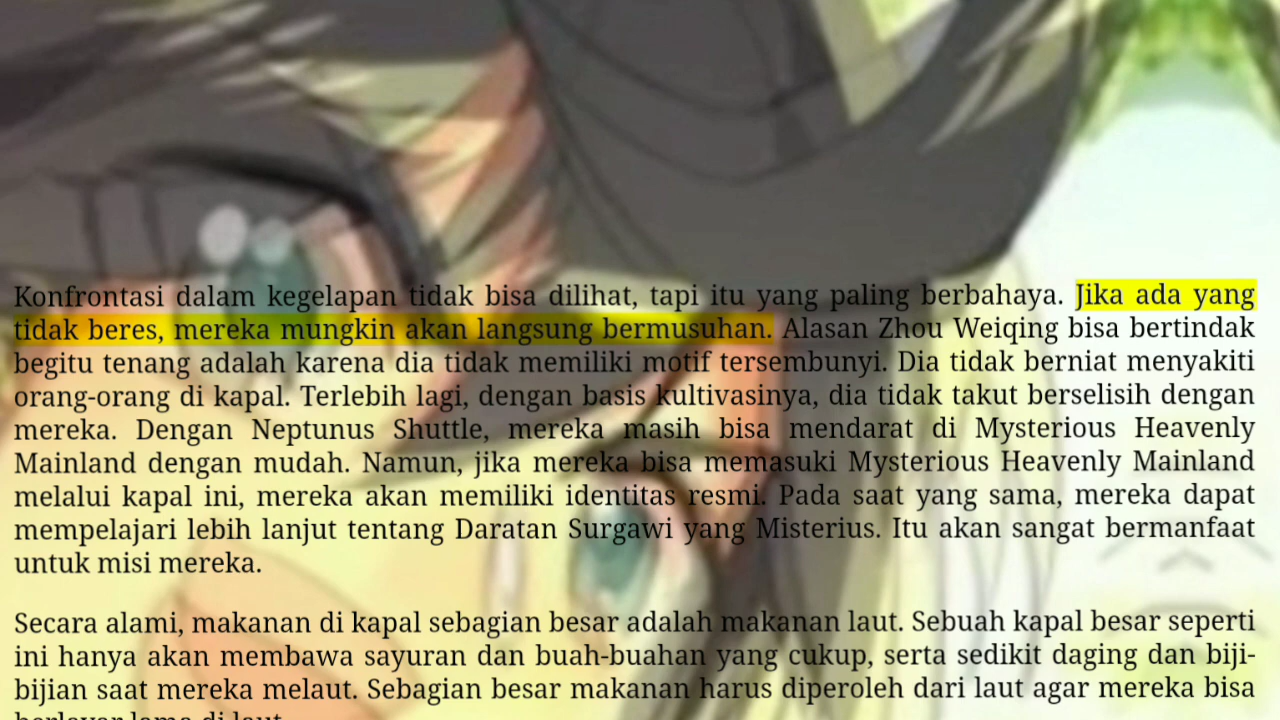 Konfrontasi dalam kegelapan tidak bisa dilihat, tapi itu yang paling berbahaya. Jika ada yang
tidak beres, mereka mungkin akan langsung bermusuhan. Alasan Zhou Weiqing bisa bertindak
begitu tenang adalah karena dia tidak memiliki motif tersembunyi. Dia tidak berniat menyakiti
orang-orang di kapal. Terlebih lagi, dengan basis kultivasinya, dia tidak takut berselisih dengan
mereka. Dengan Neptunus Shuttle, mereka masih bisa mendarat di Mysterious Heavenly
Mainland dengan mudah. Namun, jika mereka bisa memasuki Mysterious Heavenly Mainland
melalui kapal ini, mereka akan memiliki identitas resmi. Pada saat yang sama, mereka dapat
mempelajari lebih lanjut tentang Daratan Surgawi yang Misterius. Itu akan sangat bermanfaat
untuk misi mereka.
Secara alami, makanan di kapal sebagian besar adalah makanan laut. Sebuah kapal besar seperti
ini hanya akan membawa sayuran dan buah-buahan yang cukup, serta sedikit daging dan biji-
bijian saat mereka melaut. Sebagian besar makanan harus diperoleh dari laut agar mereka bisa
berlayar lama di laut.